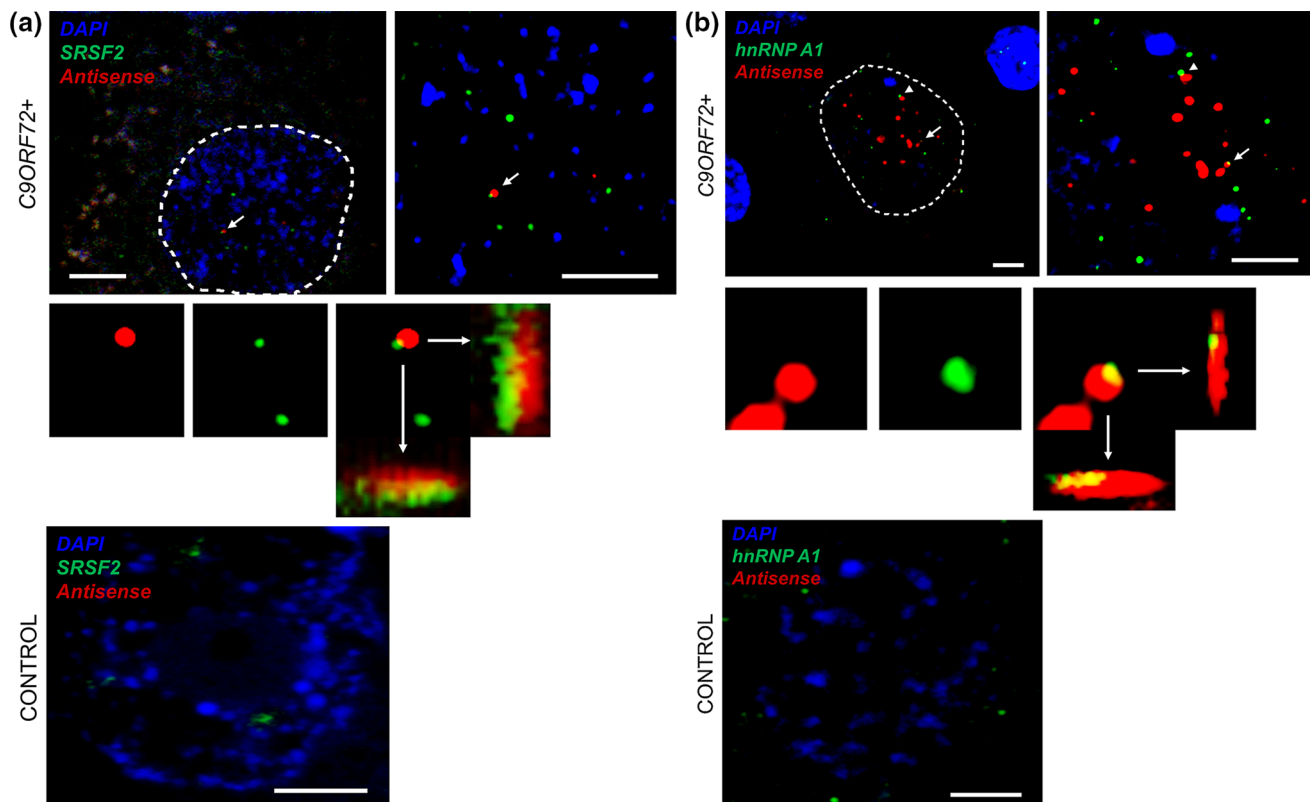 (a)
DAPI
SRSF2
Antisense
C9ORF72+
(b)
DAPI
hnRNP A1
Antisense
C9ORF72+
DAPI
SRSF2
Antisense
CONTROL
DAPI
hnRNP A1
Antisense
CONTROL